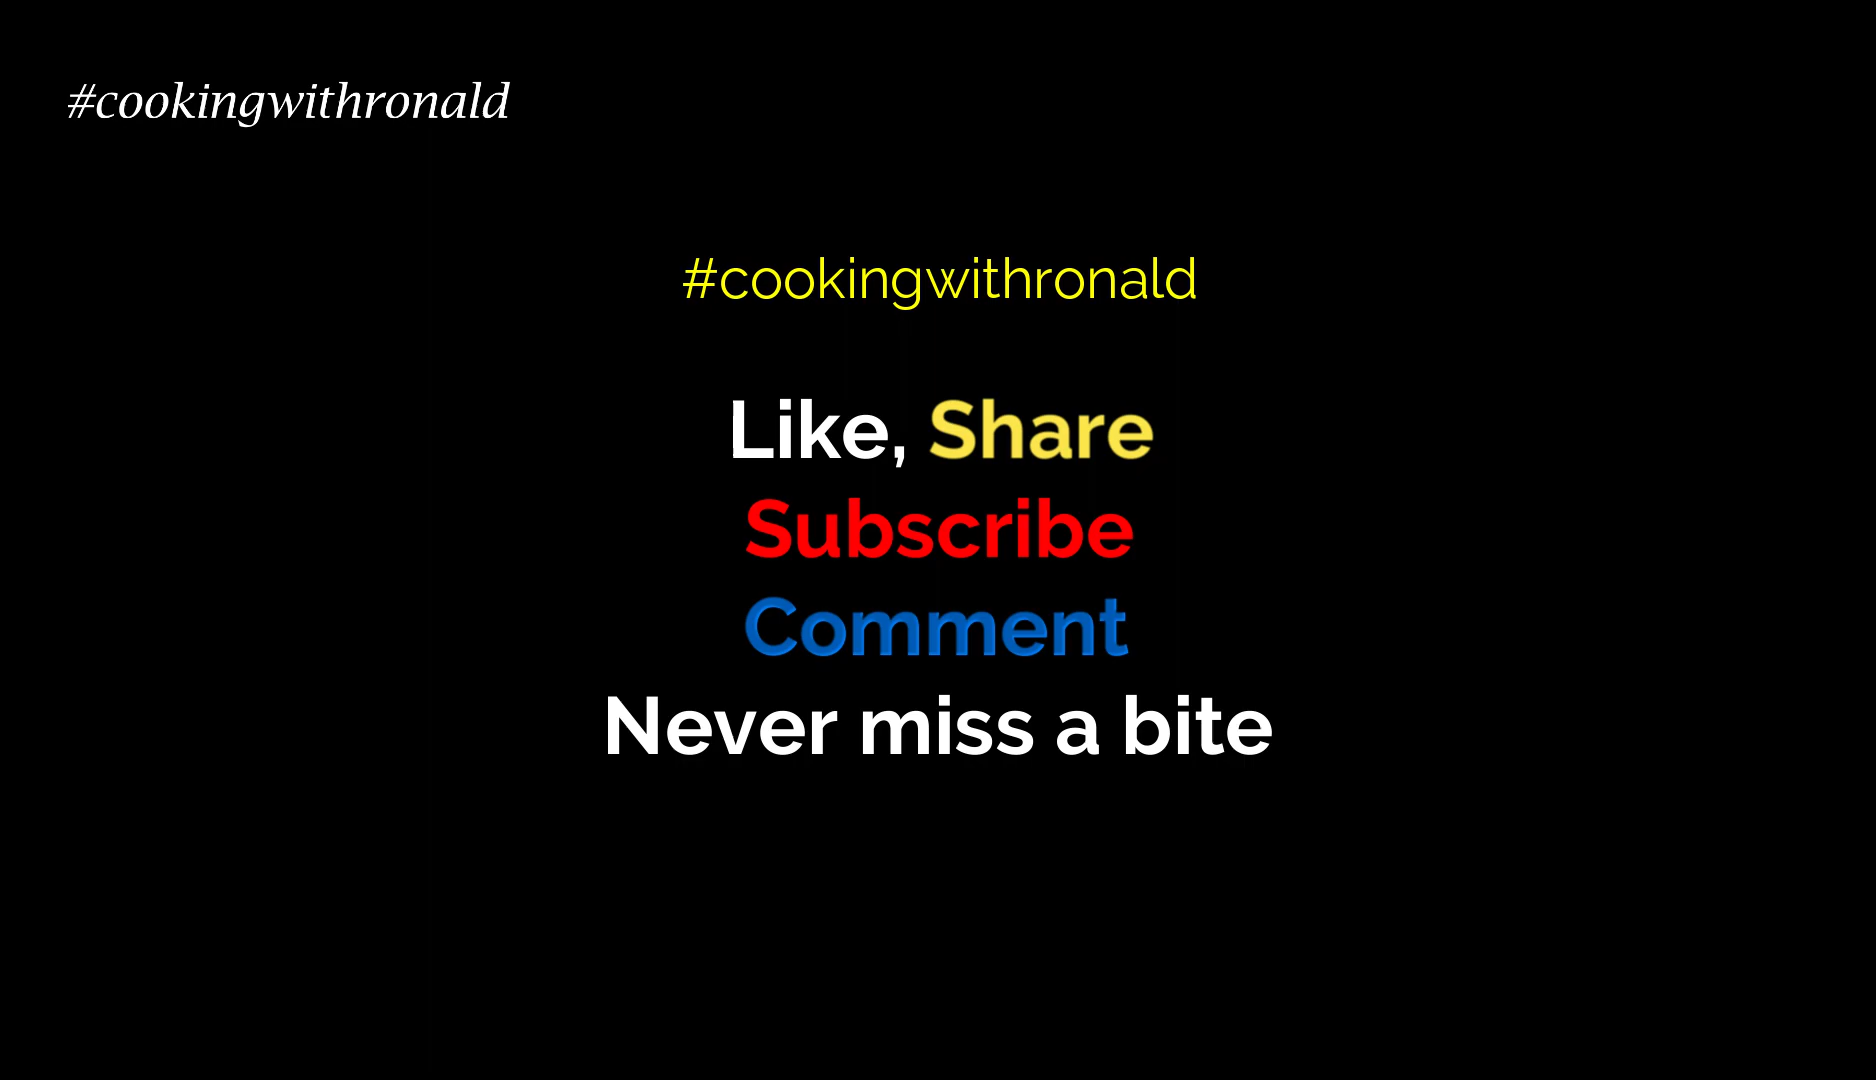 #cookingwithronald
#cookingwithronald
Like, Share
Subscribe
Comment
Never miss a bite